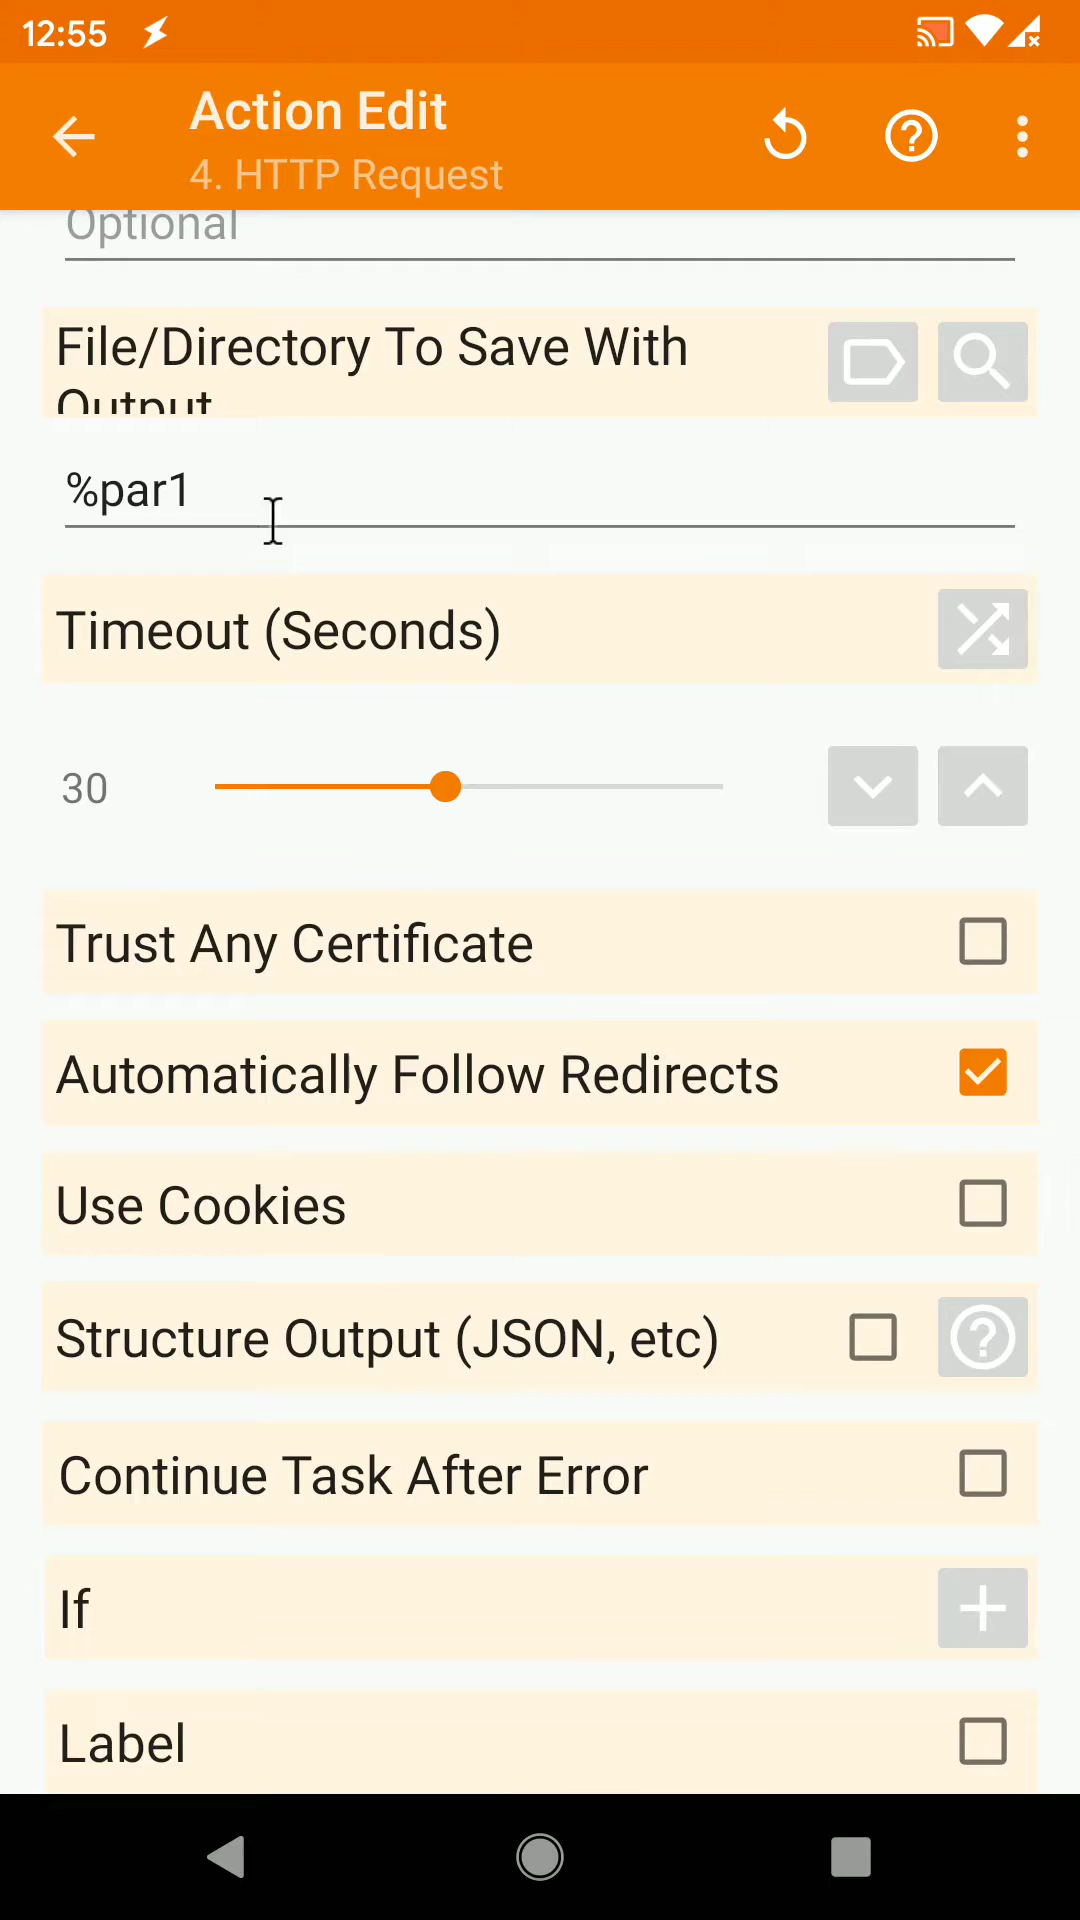 12:55
Action Edit
4. HTTP Request
Optional
File/Directory To Save With
Output
%par1
Timeout (Seconds)
30
Trust Any Certificate
Automatically Follow Redirects
Use Cookies
Structure Output (JSON, etc)
Continue Task After Error
If
Label